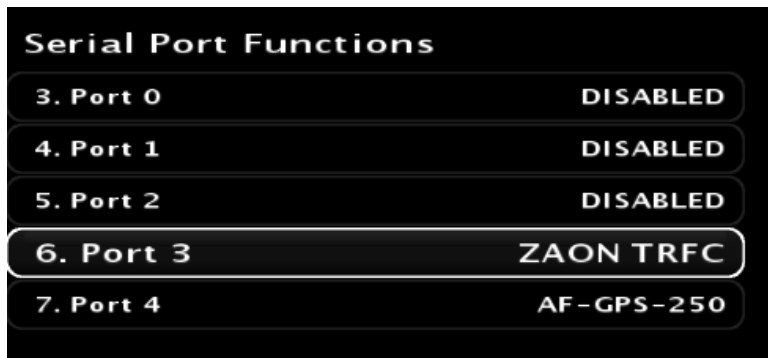 Serial Port Functions
3. Port 0 DISABLED
4. Port 1 DISABLED
5. Port 2 DISABLED
6. Port 3 ZAON TRFC
7. Port 4 AF-GPS-250